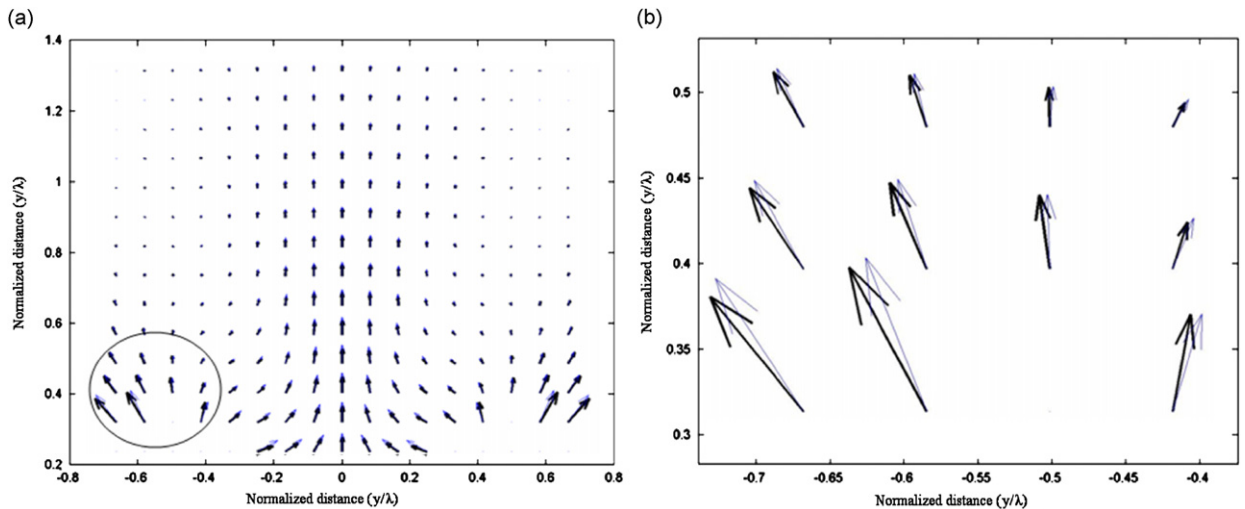 (a)
1.4
1.2
1
0.8
0.6
0.4
0.2
-0.8 -0.6 -0.4 -0.2 0 0.2 0.4 0.6 0.8
Normalized distance (y/λ)
Normalized distance (y/λ)
(b)
0.5
0.45
0.4
0.35
0.3
-0.7 -0.65 -0.6 -0.55 -0.5 -0.45 -0.4
Normalized distance (y/λ)
Normalized distance (y/λ)